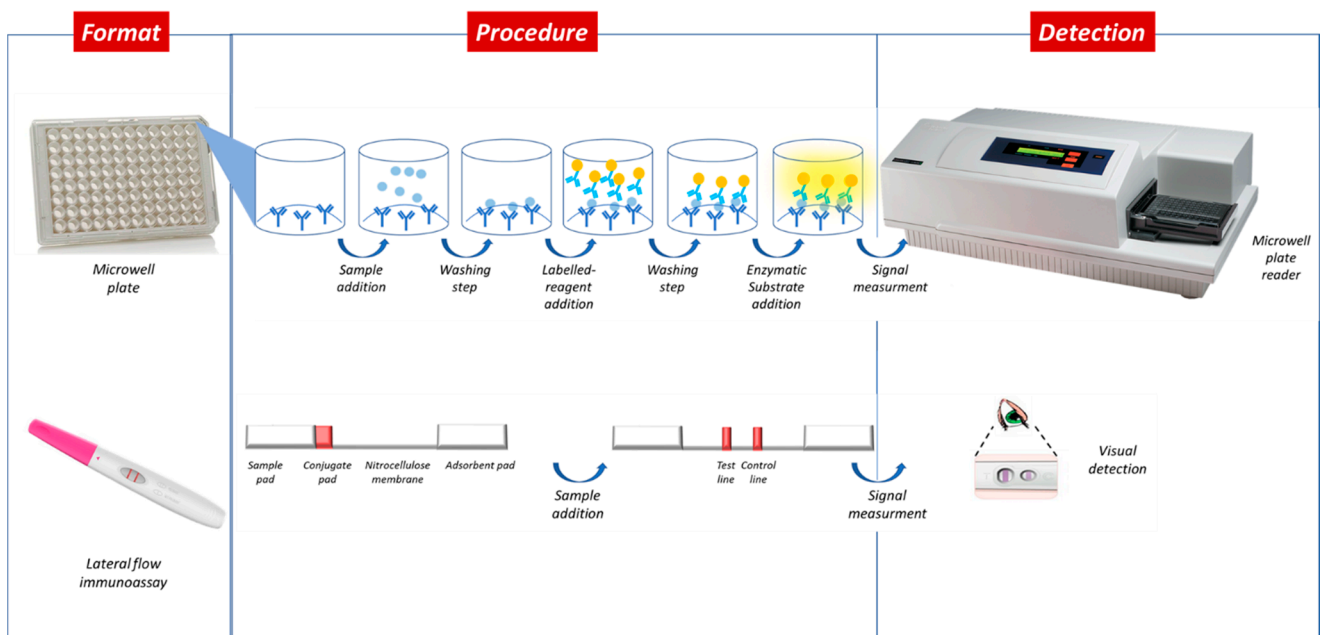 Format
Procedure
Detection
Microwell
plate
Sample
addition
Washing
step
Labelled-
reagent
addition
Washing
step
Enzymatic
Substrate
addition
Signal
measurment
Microwell
plate
reader
Lateral flow
immunoassay
Sample
pad
Conjugate
pad
Nitrocellulose
membrane
Adsorbent pad
Sample
addition
Test
line
Control
line
Signal
measurment
T
Visual
detection